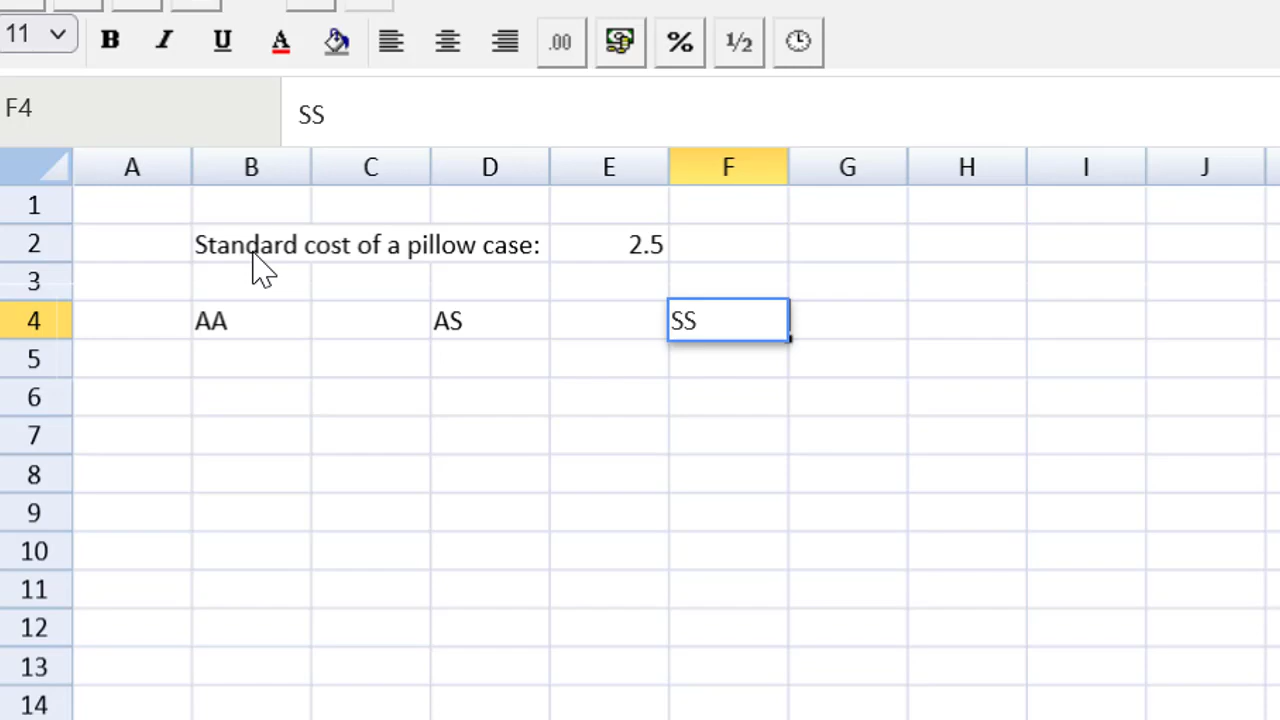 11 B I U A .00 % 1/2
F4 SS
A B C D E F G H I J
1
2 Standard cost of a pillow case: 2.5
3
4 AA AS SS
5
6
7
8
9
10
11
12
13
14